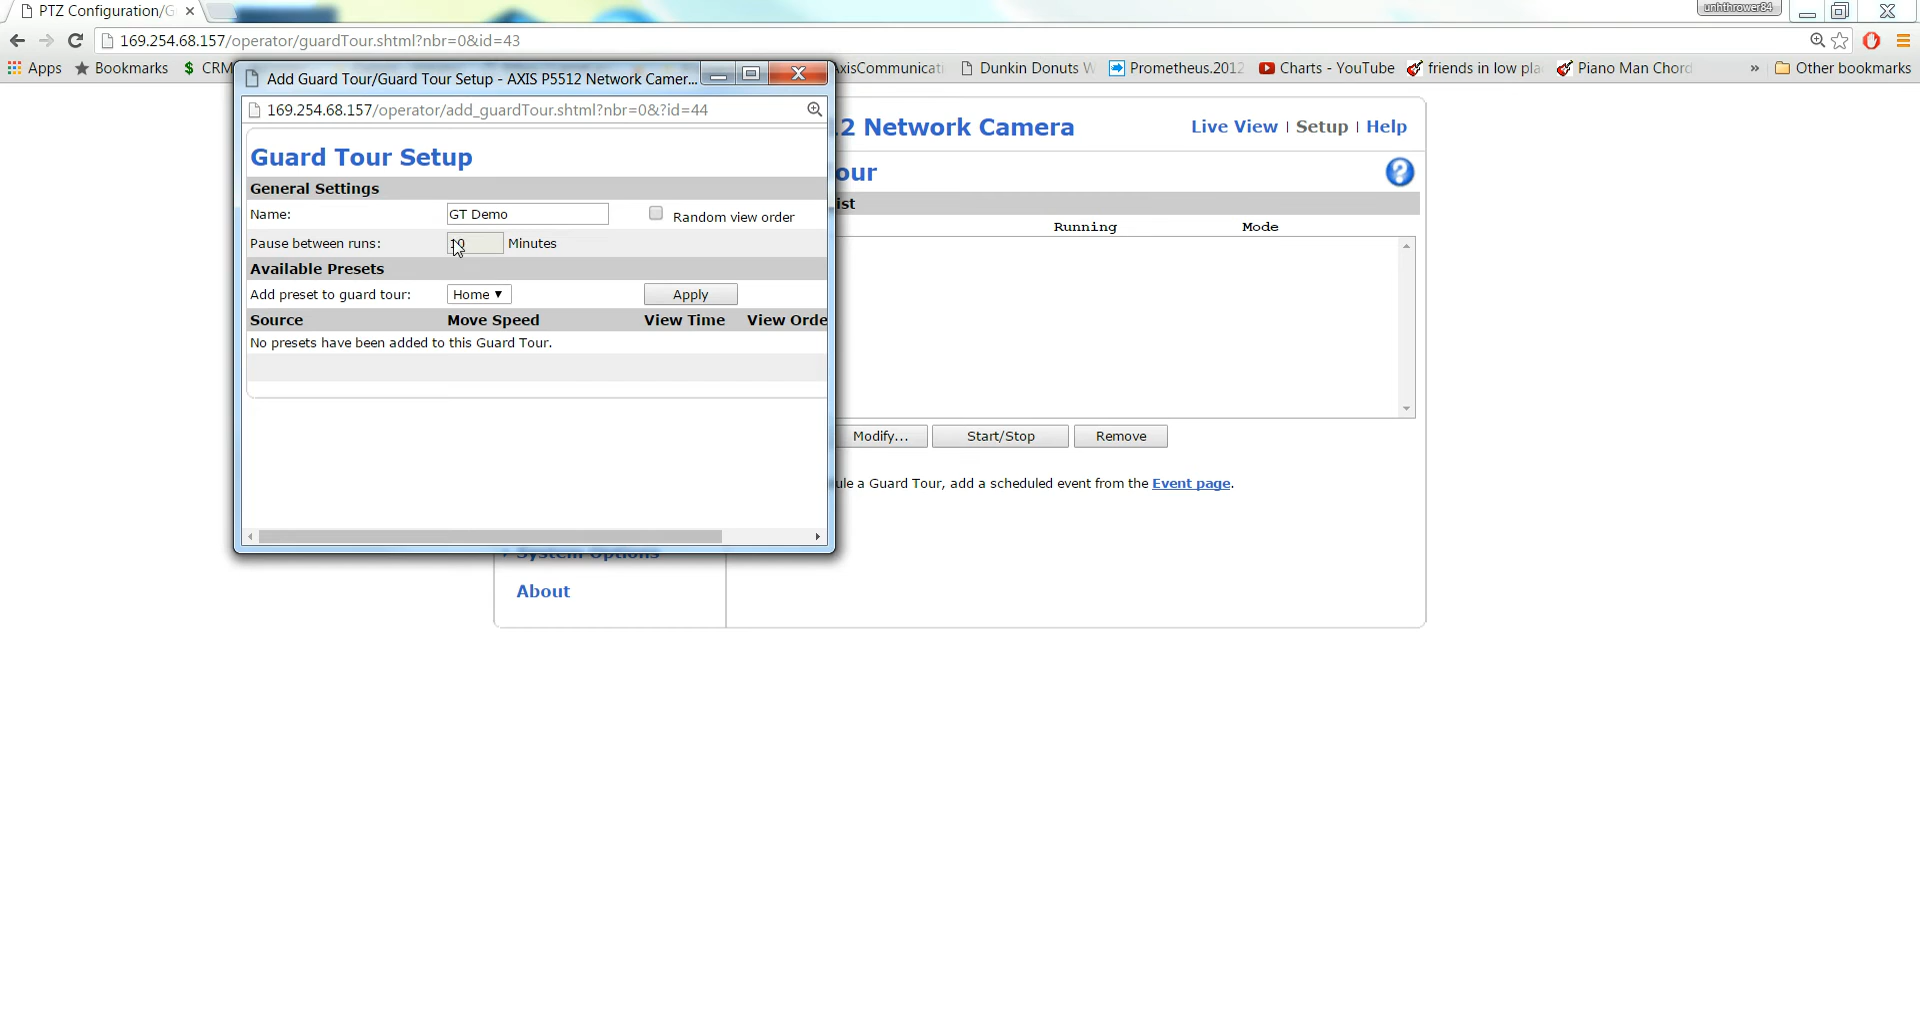 PTZ Configuration/G
unhthrower84
169.254.68.157/operator/guardTour.shtml?nbr=0&id=43
Apps Bookmarks $ CRM AxisCommunicati Dunkin Donuts W Prometheus.2012 Charts - YouTube friends in low pla Piano Man Chord » Other bookmarks
Add Guard Tour/Guard Tour Setup - AXIS P5512 Network Camer...
169.254.68.157/operator/add_guardTour.shtml?nbr=0&?id=44
Guard Tour Setup
General Settings
Name: GT Demo Random view order
Pause between runs: Minutes
Available Presets
Add preset to guard tour: Home Apply
Source Move Speed View Time View Orde
No presets have been added to this Guard Tour.
12 Network Camera
Live View | Setup | Help
our
?
ist
Running Mode
Modify... Start/Stop Remove
ule a Guard Tour, add a scheduled event from the Event page.
System Options
About